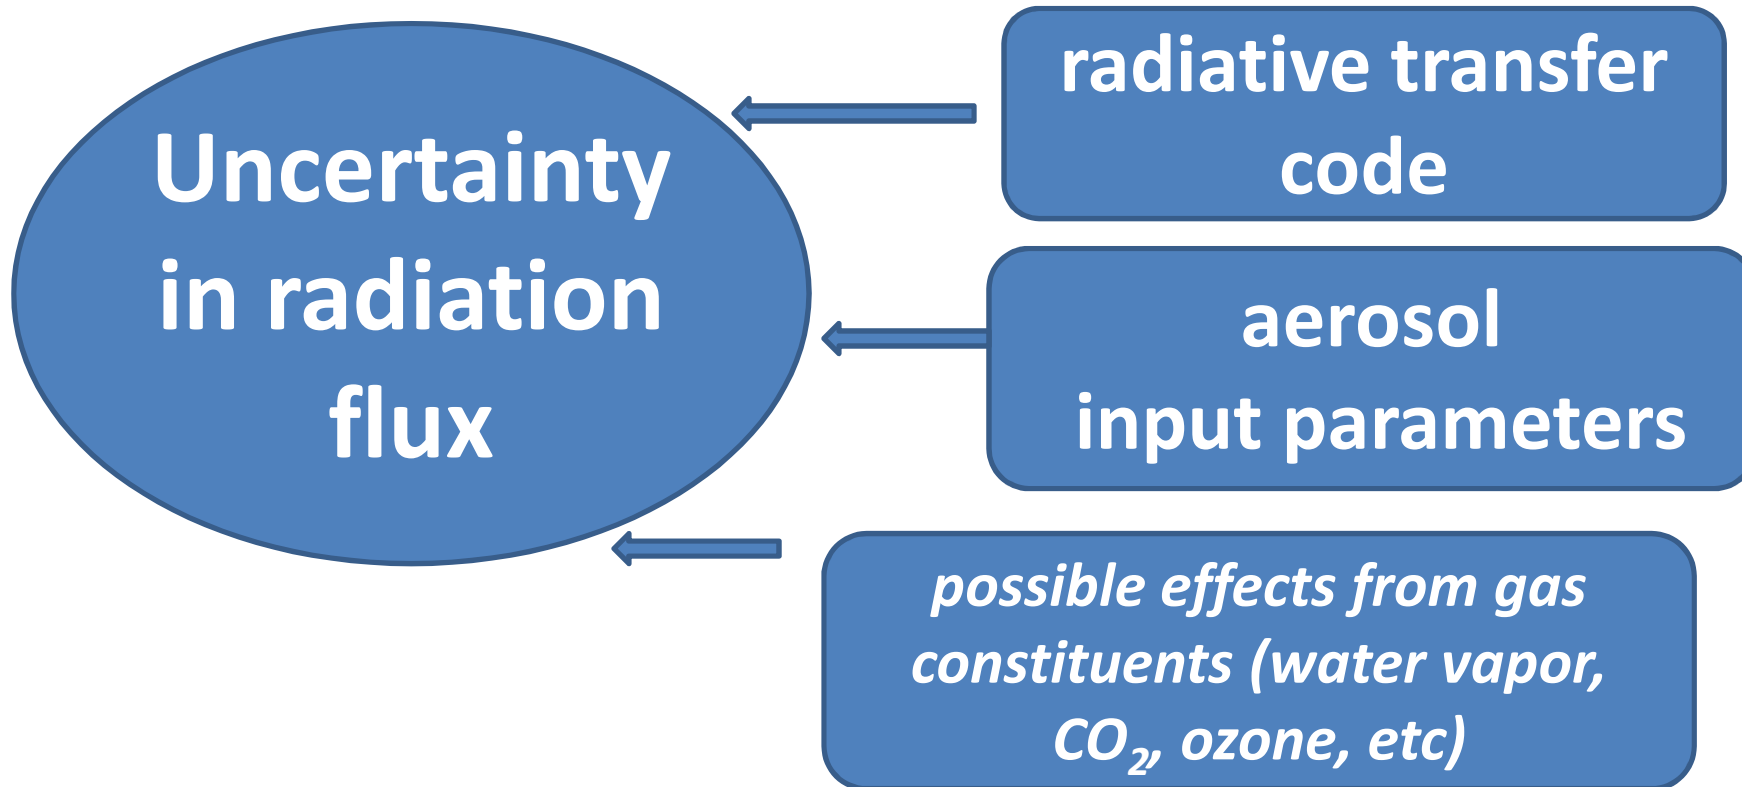 Uncertainty
in radiation
flux
radiative transfer
code
aerosol
input parameters
possible effects from gas
constituents (water vapor,
CO₂, ozone, etc)